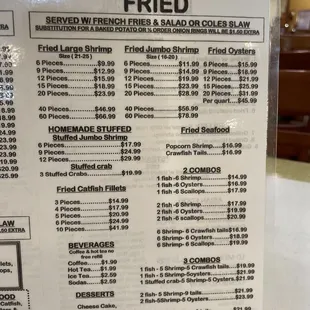 FRIED
SERVED W/ FRENCH FRIES & SALAD OR COLES SLAW
SUBSTITUTION FOR A BAKED POTATO OR ½ ORDER ONION RINGS WILL BE $1.50 EXTRA
Fried Large Shrimp
Size (21-25)
6 Pieces $9.99
9 Pieces $12.99
12 Pieces $15.99
15 Pieces $18.99
20 Pieces $23.99
40 Pieces $46.99
60 Pieces $66.99
Fried Jumbo Shrimp
Size (16-20)
6 Pieces $11.99
9 Pieces $14.99
12 Pieces $18.99
15 Pieces $23.99
20 Pieces $28.99
40 Pieces $56.99
60 Pieces $78.99
Fried Oysters
6 Pieces $15.99
9 Pieces $18.99
12 Pieces $21.99
15 Pieces $25.99
20 Pieces $31.99
Per quart $45.99
HOMEMADE STUFFED
Stuffed Jumbo Shrimp
6 Pieces $17.99
9 Pieces $24.99
12 Pieces $29.99
Stuffed crab
3 Stuffed Crabs $19.99
Fried Catfish Fillets
3 Pieces $14.99
4 Pieces $17.99
5 Pieces $20.99
6 Pieces $24.99
10 Pieces $41.99
BEVERAGES
Coffee & hot tea no
free refill
Coffee $1.99
Hot Tea $1.99
Ice Tea $2.59
Sodas $2.59
DESSERTS
Cheese Cake,
Fried Seafood
Popcorn Shrimp $16.99
Crawfish Tails $16.99
2 COMBOS
1 fish -6 Shrimp $14.99
1 fish -6 Oysters $16.99
1 fish -6 Scallops $17.99
2 fish -6 Shrimp $17.99
2 fish -6 Oysters $19.99
2 fish -6 scallops $20.99
6 Shrimp- 6 Crawfish tails $16.99
6 Shrimp- 6 Oysters $18.99
6 Shrimp - 6 Scallops $19.99
3 COMBOS
1 fish - 5 Shrimp-5 Crawfish tails $19.99
1 fish - 5 Shrimp-5oysters $21.99
1 Stuffed crab-5 Shrimp-5 Oysters $21.99
2 fish - 5 Shrimp-3 tails $21.99
2 fish-5Shrimp-5 Oysters $23.99
LAW
OOD